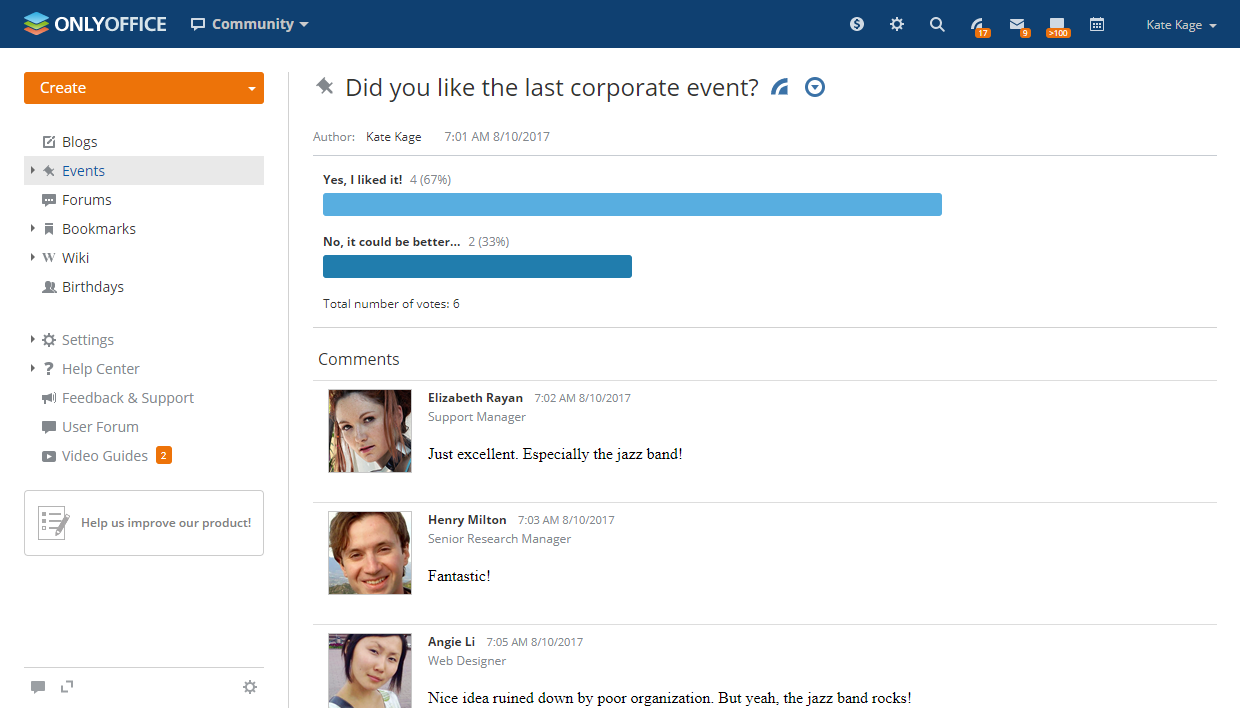 ONLYOFFICE Community 17 9 >100 Kate Kage
Create
Blogs
Events
Forums
Bookmarks
W Wiki
Birthdays
Settings
? Help Center
Feedback & Support
User Forum
Video Guides 2
Help us improve our product!
Did you like the last corporate event?
Author: Kate Kage 7:01 AM 8/10/2017
Yes, I liked it! 4 (67%)
No, it could be better... 2 (33%)
Total number of votes: 6
Comments
Elizabeth Rayan 7:02 AM 8/10/2017
Support Manager
Just excellent. Especially the jazz band!
Henry Milton 7:03 AM 8/10/2017
Senior Research Manager
Fantastic!
Angie Li 7:05 AM 8/10/2017
Web Designer
Nice idea ruined down by poor organization. But yeah, the jazz band rocks!